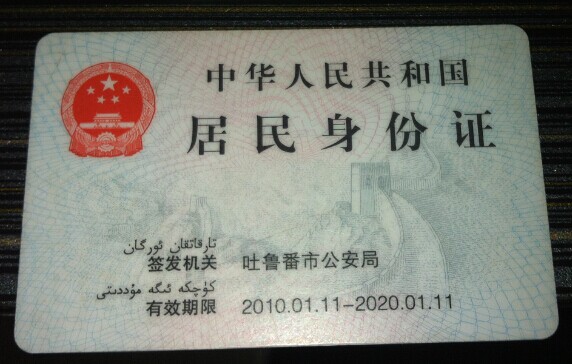 中华人民共和国
居民身份证
تارقاتقان ئورگان
签发机关 吐鲁番市公安局
كۈچكە ئىگە مۇددىتى
有效期限 2010.01.11-2020.01.11